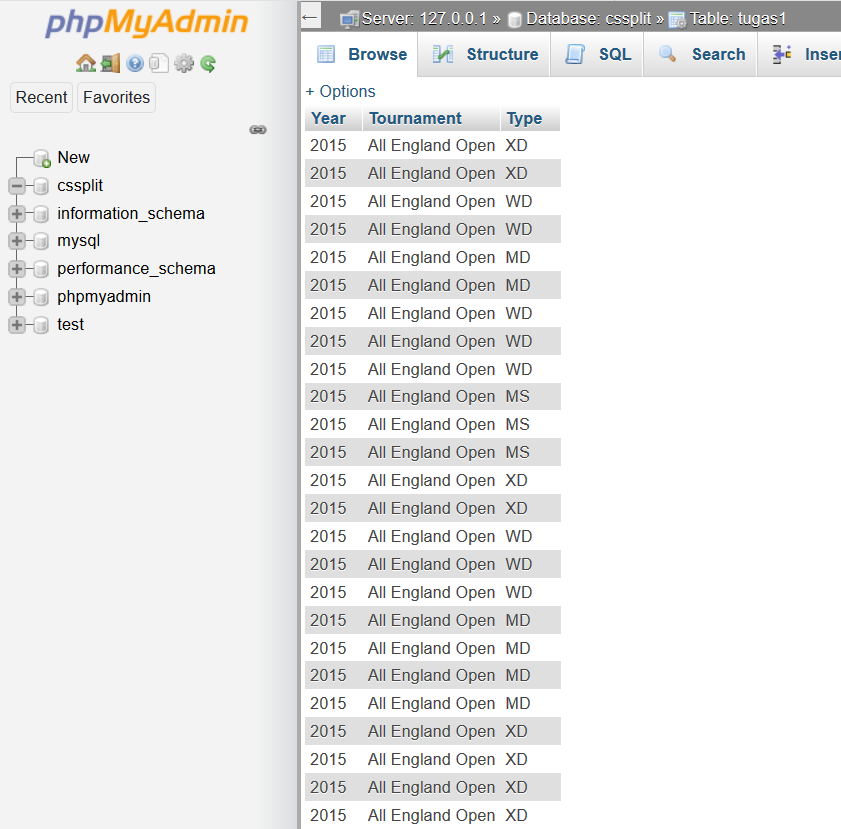 phpMyAdmin
Recent Favorites
New
cssplit
information_schema
mysql
performance_schema
phpmyadmin
test
Server: 127.0.0.1 » Database: cssplit » Table: tugas1
Browse Structure SQL Search Inser
+ Options
Year Tournament Type
2015 All England Open XD
2015 All England Open XD
2015 All England Open WD
2015 All England Open WD
2015 All England Open MD
2015 All England Open MD
2015 All England Open WD
2015 All England Open WD
2015 All England Open WD
2015 All England Open MS
2015 All England Open MS
2015 All England Open MS
2015 All England Open XD
2015 All England Open XD
2015 All England Open WD
2015 All England Open WD
2015 All England Open WD
2015 All England Open MD
2015 All England Open MD
2015 All England Open MD
2015 All England Open MD
2015 All England Open XD
2015 All England Open XD
2015 All England Open XD
2015 All England Open XD